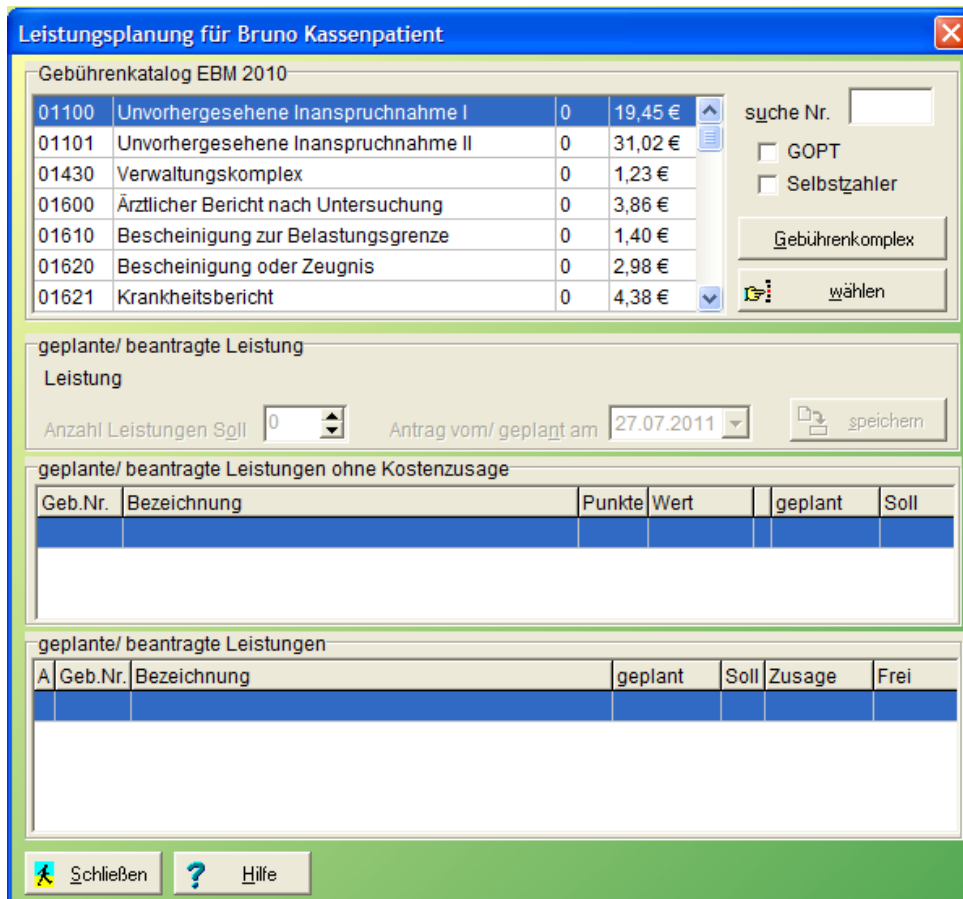 Leistungsplanung für Bruno Kassenpatient
Gebührenkatalog EBM 2010
01100 Unvorhergesehene Inanspruchnahme I 0 19,45 €
01101 Unvorhergesehene Inanspruchnahme II 0 31,02 €
01430 Verwaltungskomplex 0 1,23 €
01600 Ärztlicher Bericht nach Untersuchung 0 3,86 €
01610 Bescheinigung zur Belastungsgrenze 0 1,40 €
01620 Bescheinigung oder Zeugnis 0 2,98 €
01621 Krankheitsbericht 0 4,38 €
suche Nr.
GOPT
Selbstzahler
Gebührenkomplex
wählen
geplante/ beantragte Leistung
Leistung
Anzahl Leistungen Soll 0 Antrag vom/ geplant am 27.07.2011 speichern
geplante/ beantragte Leistungen ohne Kostenzusage
Geb.Nr. Bezeichnung Punkte Wert geplant Soll
geplante/ beantragte Leistungen
A Geb.Nr. Bezeichnung geplant Soll Zusage Frei
Schließen ? Hilfe